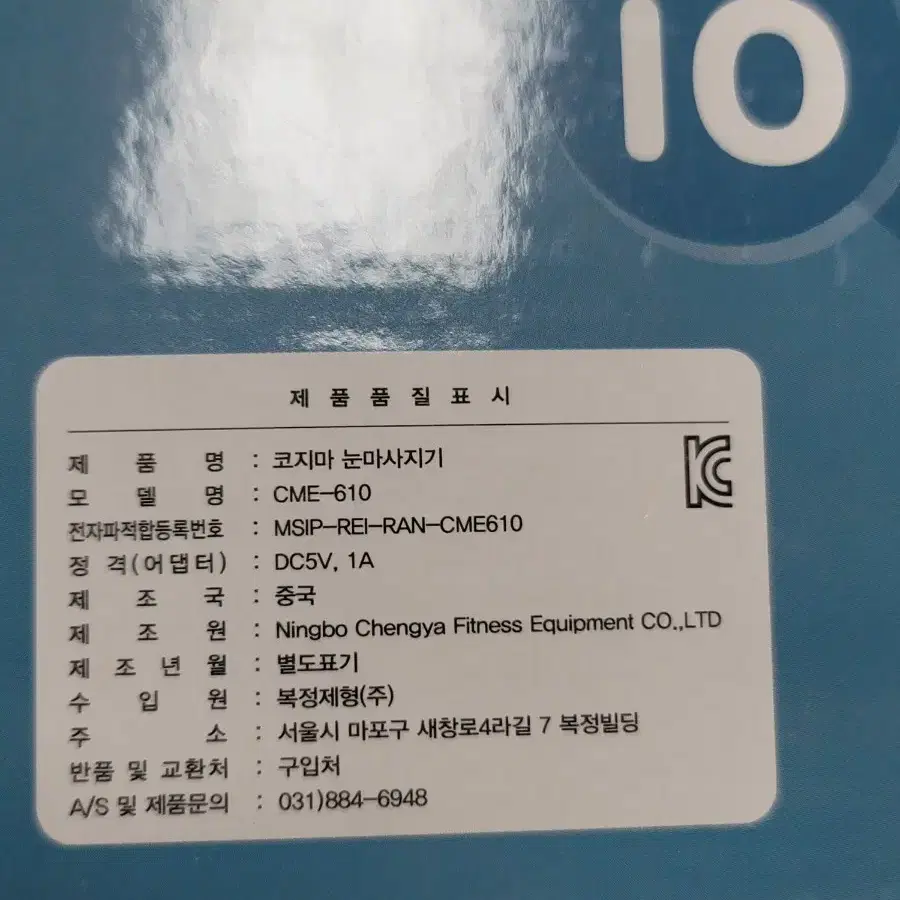 10
제품품질표시
제 품 명 : 코지마 눈마사지기
모 델 명 : CME-610
전자파적합등록번호 : MSIP-REI-RAN-CME610
정 격(어댑터) : DC5V, 1A
제 조 국 : 중국
제 조 원 : Ningbo Chengya Fitness Equipment CO.,LTD
제 조 년 월 : 별도표기
수 입 원 : 복정제형(주)
주 소 : 서울시 마포구 새창로4라길 7 복정빌딩
반품 및 교환처 : 구입처
A/S 및 제품문의 : 031)884-6948